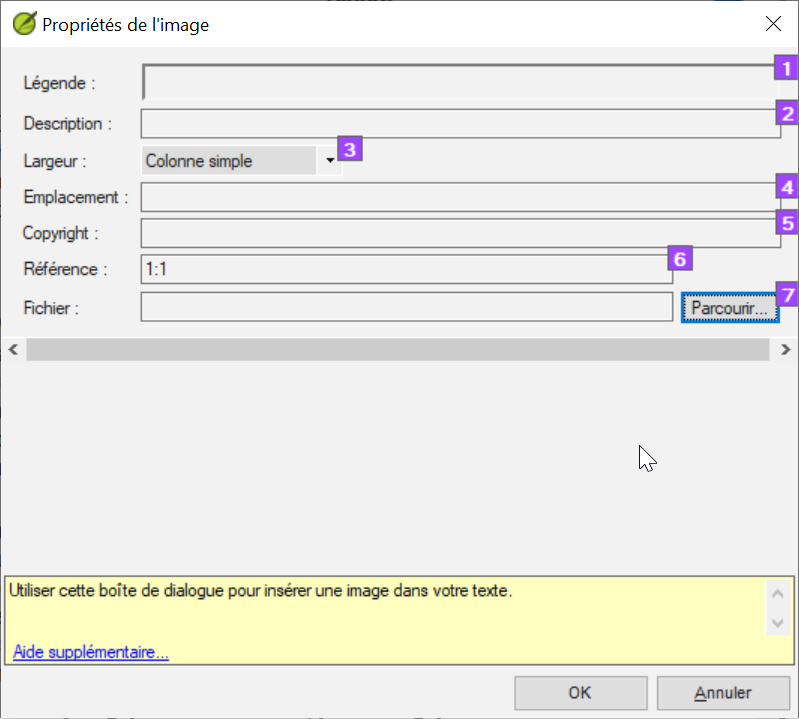 Propriétés de l'image
Légende : 1
Description : 2
Largeur : Colonne simple 3
Emplacement : 4
Copyright : 5
Référence : 1:1 6
Fichier : Parcourir... 7
Utiliser cette boîte de dialogue pour insérer une image dans votre texte.
Aide supplémentaire...
OK Annuler